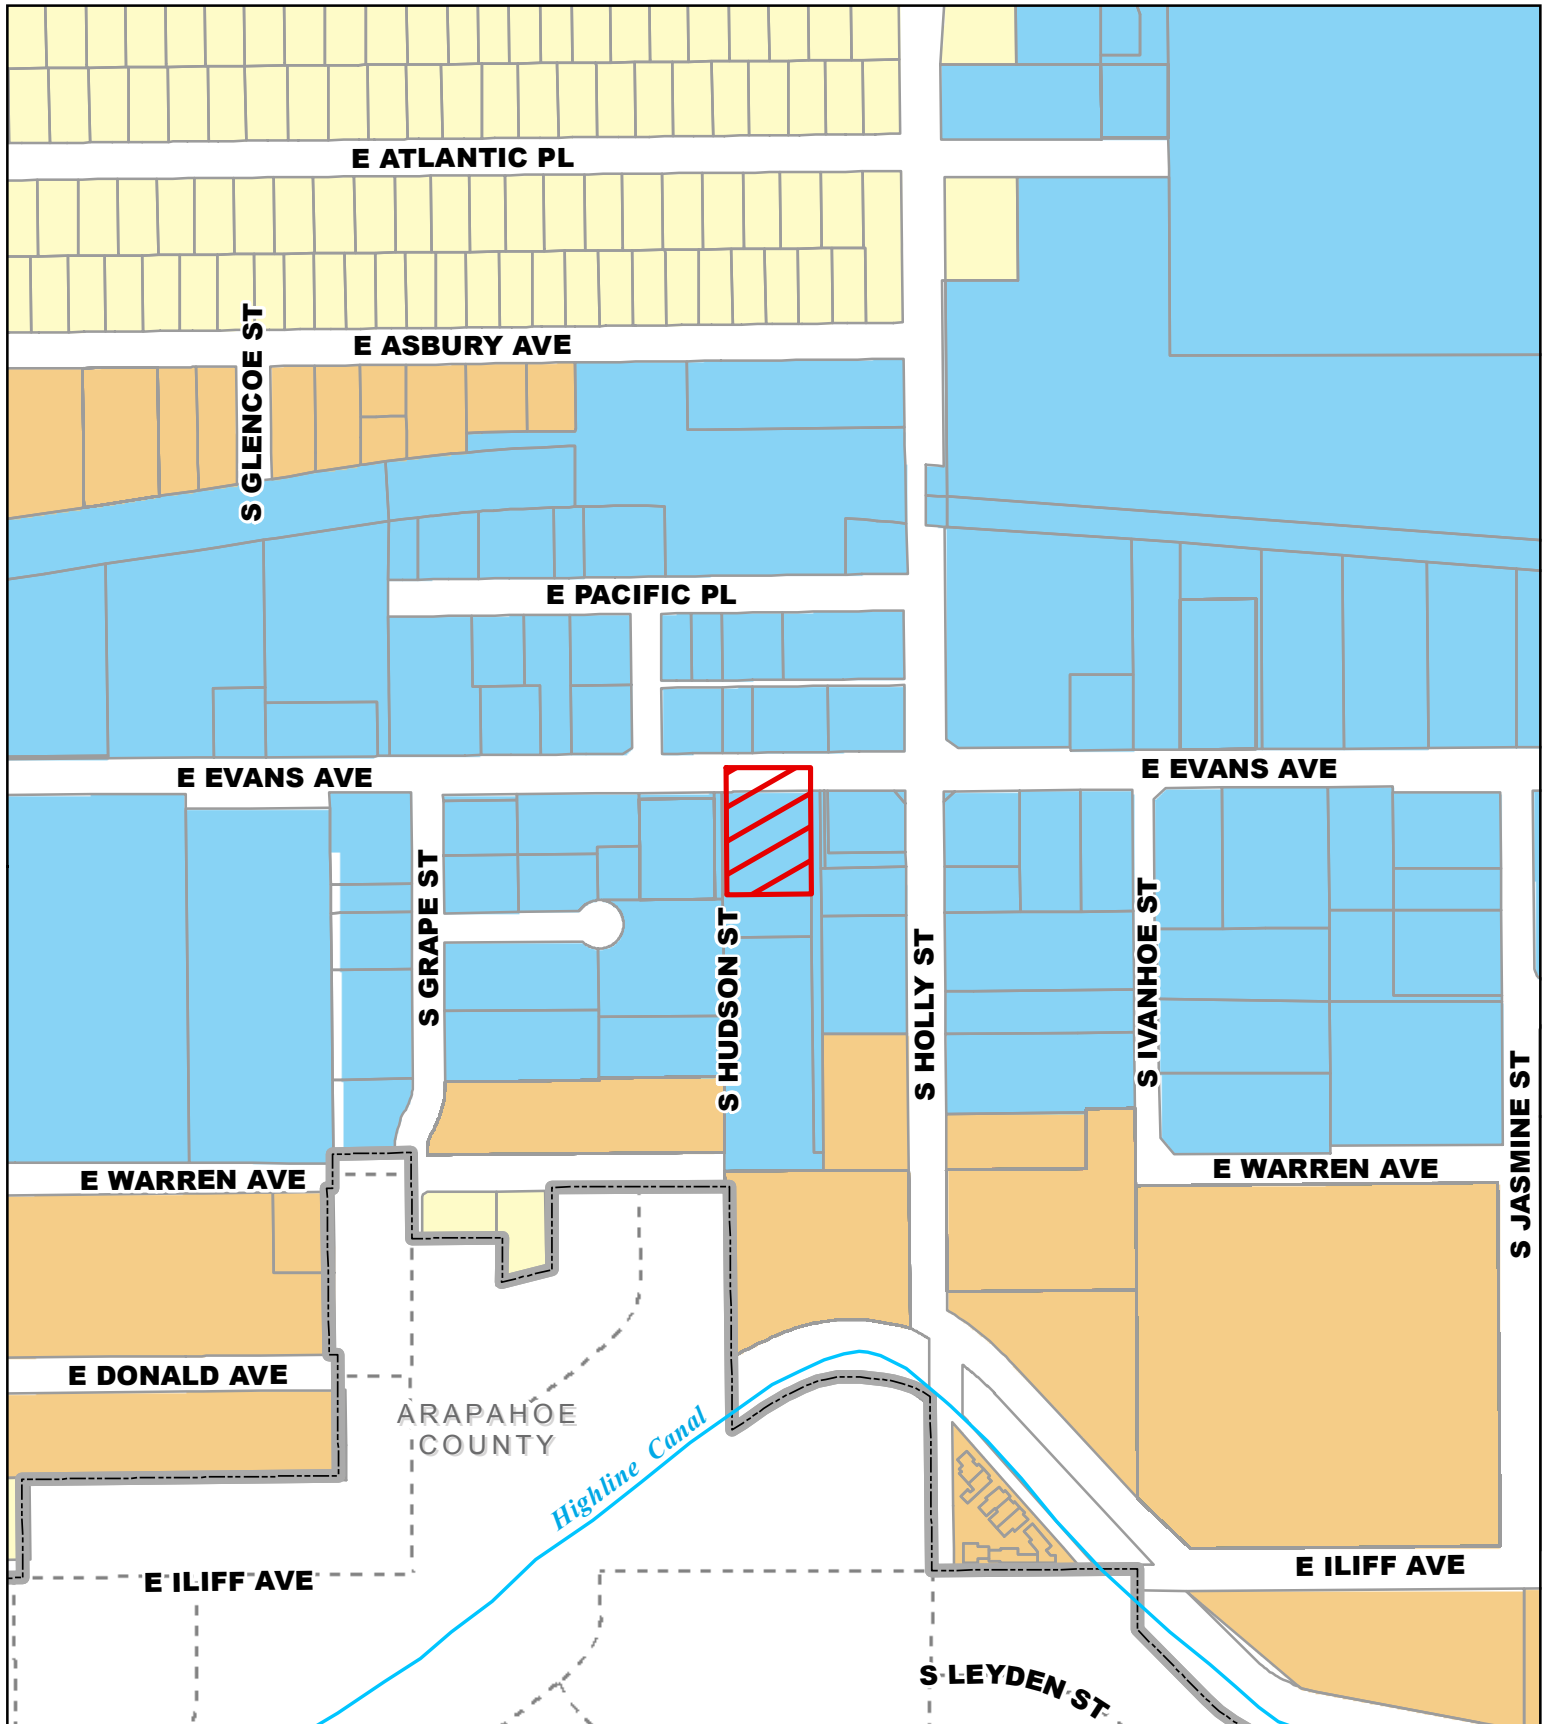 E ATLANTIC PL
S GLENCOE ST
E ASBURY AVE
E PACIFIC PL
E EVANS AVE
E EVANS AVE
S GRAPE ST
S HUDSON ST
S HOLLY ST
S IVANHOE ST
S JASMINE ST
E WARREN AVE
E WARREN AVE
E DONALD AVE
ARAPAHOE
COUNTY
Highline Canal
E ILIFF AVE
E ILIFF AVE
S LEYDEN ST